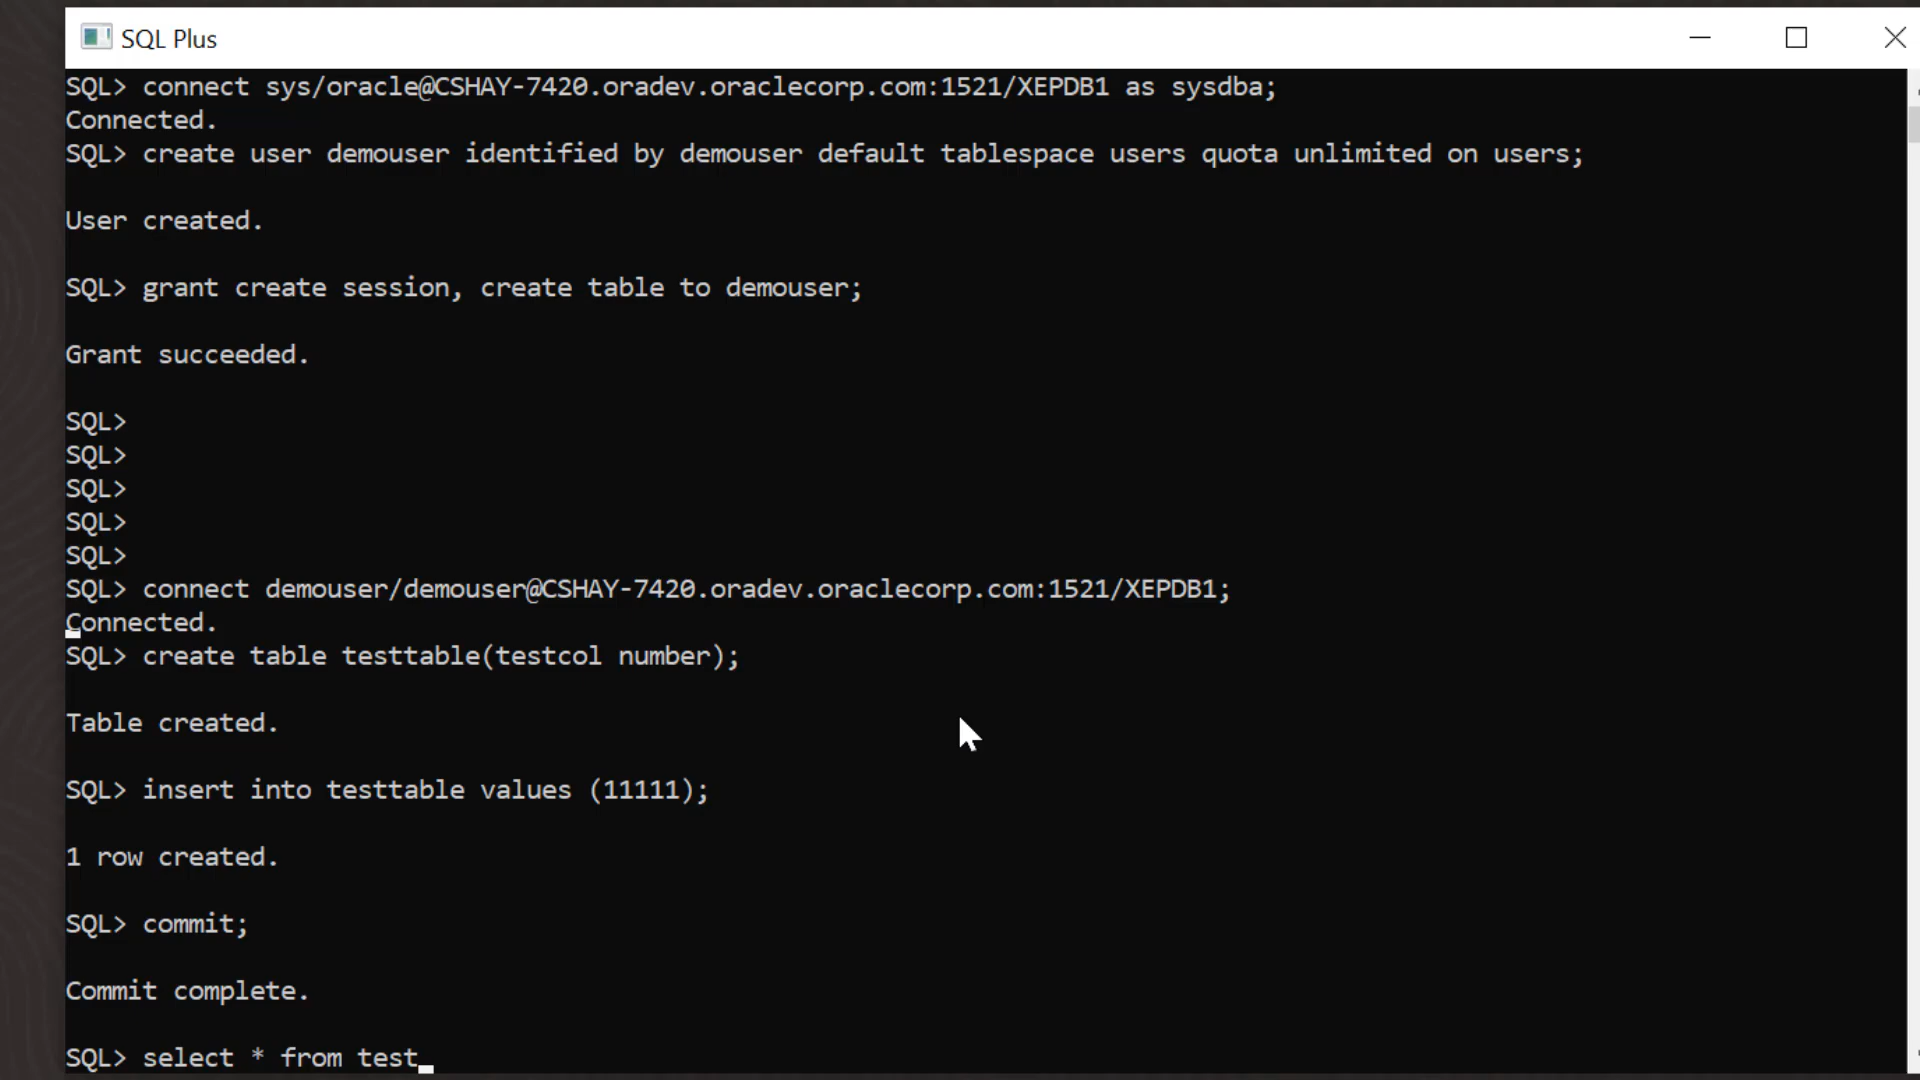 SQL Plus
SQL> connect sys/oracle@CSHAY-7420.oradev.oraclecorp.com:1521/XEPDB1 as sysdba;
Connected.
SQL> create user demouser identified by demouser default tablespace users quota unlimited on users;
User created.
SQL> grant create session, create table to demouser;
Grant succeeded.
SQL>
SQL>
SQL>
SQL>
SQL>
SQL> connect demouser/demouser@CSHAY-7420.oradev.oraclecorp.com:1521/XEPDB1;
Connected.
SQL> create table testtable(testcol number);
Table created.
SQL> insert into testtable values (11111);
1 row created.
SQL> commit;
Commit complete.
SQL> select * from test